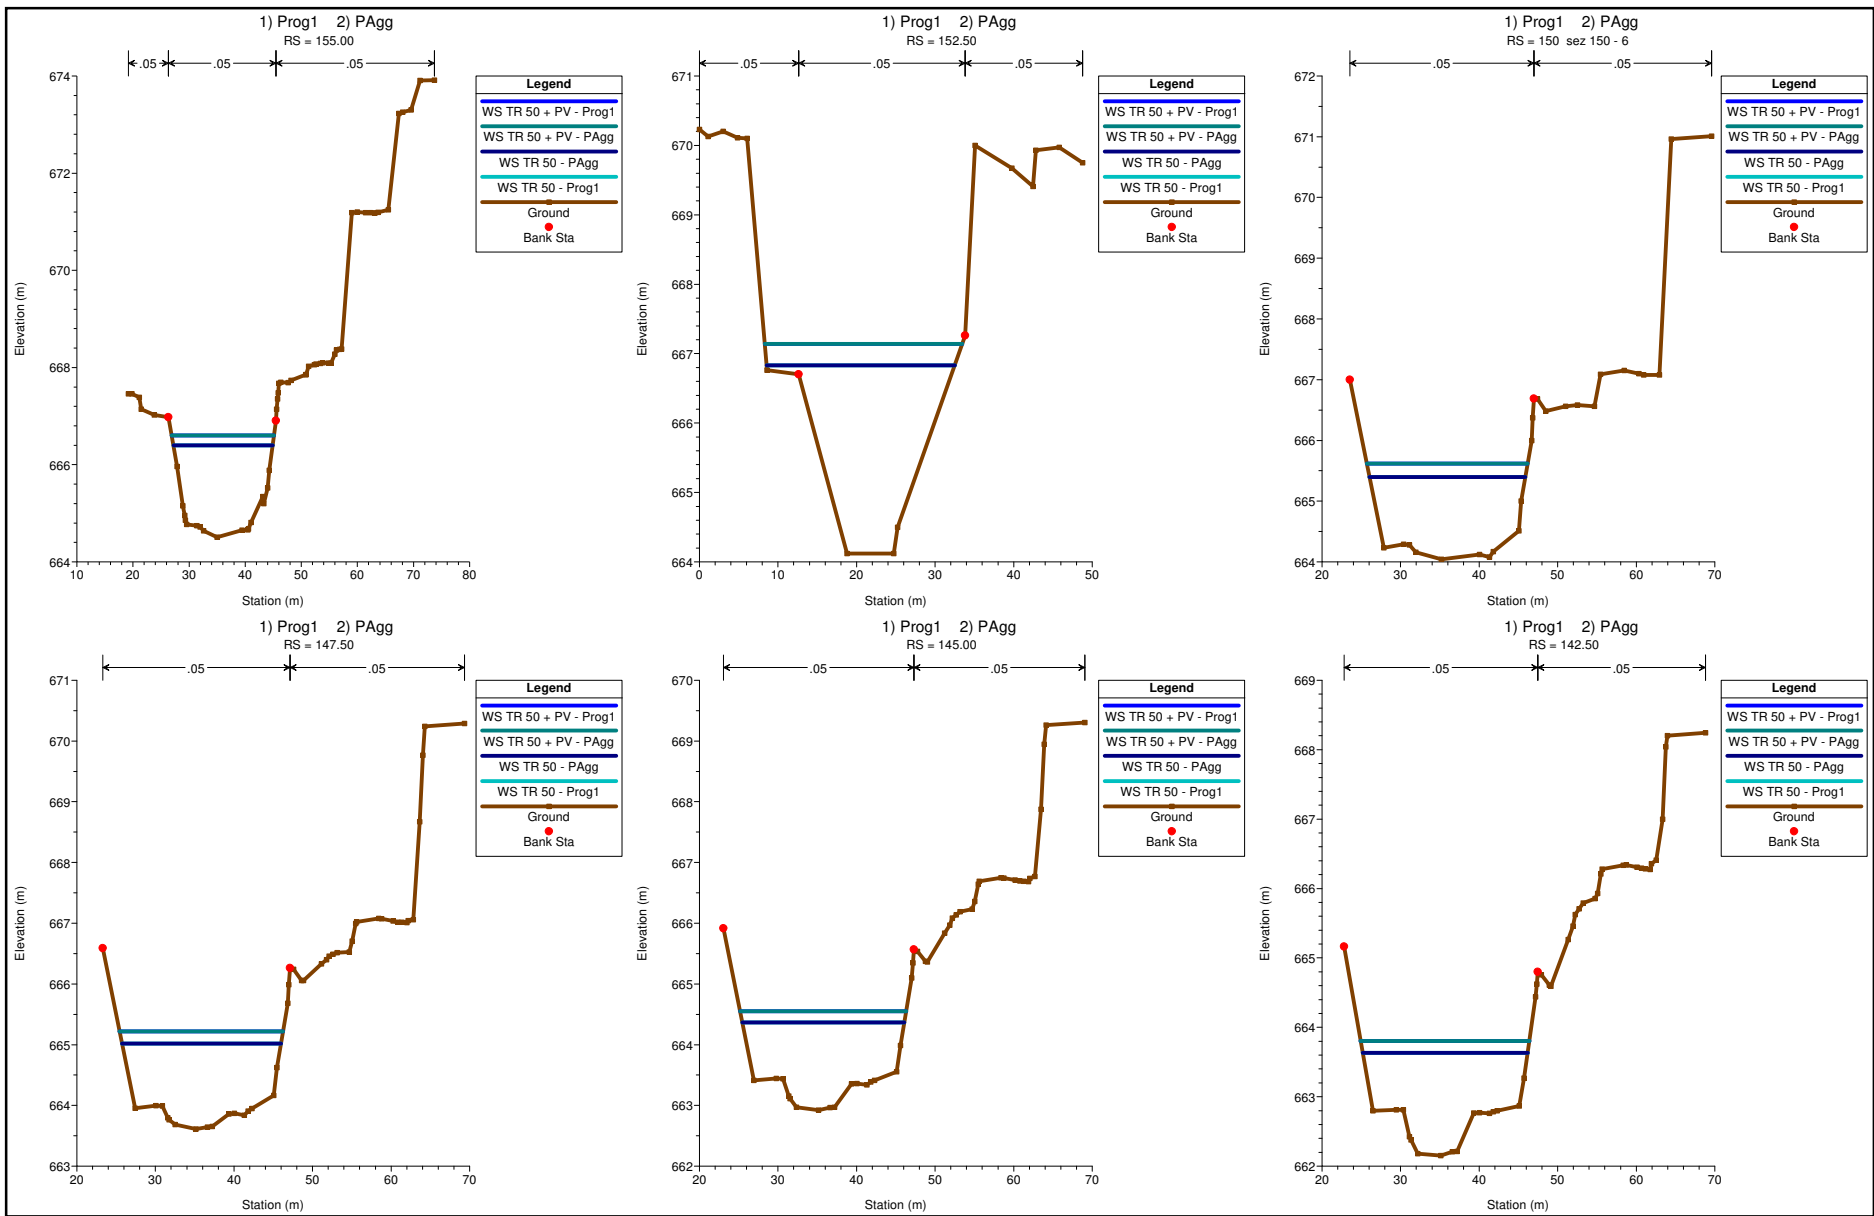 1) Prog1 2) PAgg
RS = 155.00
.05 .05 .05
674
672
670
668
666
664
10 20 30 40 50 60 70 80
Elevation (m)
Station (m)
Legend
WS TR 50 + PV - Prog1
WS TR 50 + PV - PAgg
WS TR 50 - PAgg
WS TR 50 - Prog1
Ground
Bank Sta
1) Prog1 2) PAgg
RS = 152.50
.05 .05 .05
671
670
669
668
667
666
665
664
0 10 20 30 40 50
Elevation (m)
Station (m)
Legend
WS TR 50 + PV - Prog1
WS TR 50 + PV - PAgg
WS TR 50 - PAgg
WS TR 50 - Prog1
Ground
Bank Sta
1) Prog1 2) PAgg
RS = 150 sez 150 - 6
.05 .05
672
671
670
669
668
667
666
665
664
20 30 40 50 60 70
Elevation (m)
Station (m)
Legend
WS TR 50 + PV - Prog1
WS TR 50 + PV - PAgg
WS TR 50 - PAgg
WS TR 50 - Prog1
Ground
Bank Sta
1) Prog1 2) PAgg
RS = 147.50
.05 .05
671
670
669
668
667
666
665
664
663
20 30 40 50 60 70
Elevation (m)
Station (m)
Legend
WS TR 50 + PV - Prog1
WS TR 50 + PV - PAgg
WS TR 50 - PAgg
WS TR 50 - Prog1
Ground
Bank Sta
1) Prog1 2) PAgg
RS = 145.00
.05 .05
670
669
668
667
666
665
664
663
662
20 30 40 50 60 70
Elevation (m)
Station (m)
Legend
WS TR 50 + PV - Prog1
WS TR 50 + PV - PAgg
WS TR 50 - PAgg
WS TR 50 - Prog1
Ground
Bank Sta
1) Prog1 2) PAgg
RS = 142.50
.05 .05
669
668
667
666
665
664
663
662
20 30 40 50 60 70
Elevation (m)
Station (m)
Legend
WS TR 50 + PV - Prog1
WS TR 50 + PV - PAgg
WS TR 50 - PAgg
WS TR 50 - Prog1
Ground
Bank Sta